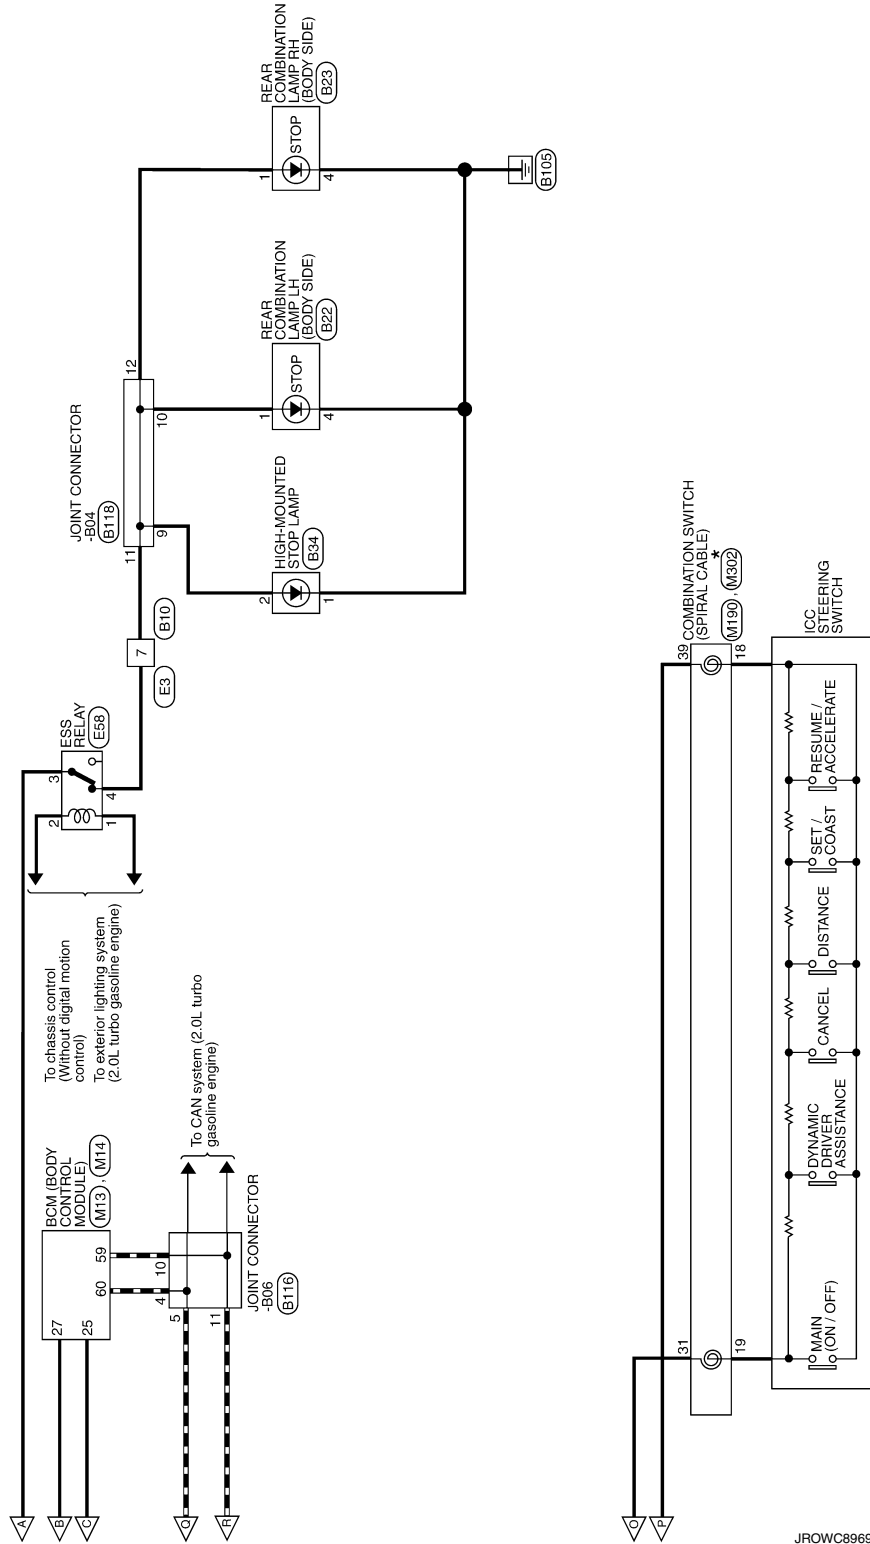 A
B
C
Q
R
O
P
BCM (BODY
CONTROL
MODULE)
M13 , M14
27
25
60
59
4
10
5
11
JOINT CONNECTOR
-B06
B116
To CAN system (2.0L turbo
gasoline engine)
To chassis control
(Without digital motion
control)
To exterior lighting system
(2.0L turbo gasoline engine)
ESS
RELAY
E58
2
1
3
4
E3
7
B10
JOINT CONNECTOR
-B04
B118
11
9
10
12
HIGH-MOUNTED
STOP LAMP
B34
2
1
REAR
COMBINATION
LAMP LH
(BODY SIDE)
B22
1
STOP
4
REAR
COMBINATION
LAMP RH
(BODY SIDE)
B23
1
STOP
4
B105
31
39
COMBINATION SWITCH
(SPIRAL CABLE)
*
M190 , M302
19
18
ICC
STEERING
SWITCH
MAIN
(ON / OFF)
DYNAMIC
DRIVER
ASSISTANCE
CANCEL
DISTANCE
SET /
COAST
RESUME /
ACCELERATE
JROWC8969